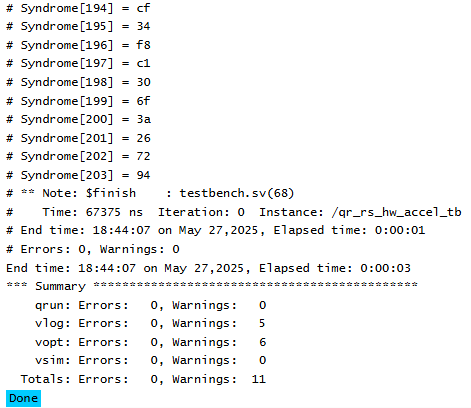 # Syndrome[194] = cf
# Syndrome[195] = 34
# Syndrome[196] = f8
# Syndrome[197] = c1
# Syndrome[198] = 30
# Syndrome[199] = 6f
# Syndrome[200] = 3a
# Syndrome[201] = 26
# Syndrome[202] = 72
# Syndrome[203] = 94
# ** Note: $finish    : testbench.sv(68)
#    Time: 67375 ns  Iteration: 0  Instance: /qr_rs_hw_accel_tb
# End time: 18:44:07 on May 27,2025, Elapsed time: 0:00:01
# Errors: 0, Warnings: 0
End time: 18:44:07 on May 27,2025, Elapsed time: 0:00:03
*** Summary *********************************************
    qrun: Errors:   0, Warnings:   0
    vlog: Errors:   0, Warnings:   5
    vopt: Errors:   0, Warnings:   6
    vsim: Errors:   0, Warnings:   0
  Totals: Errors:   0, Warnings:  11
Done